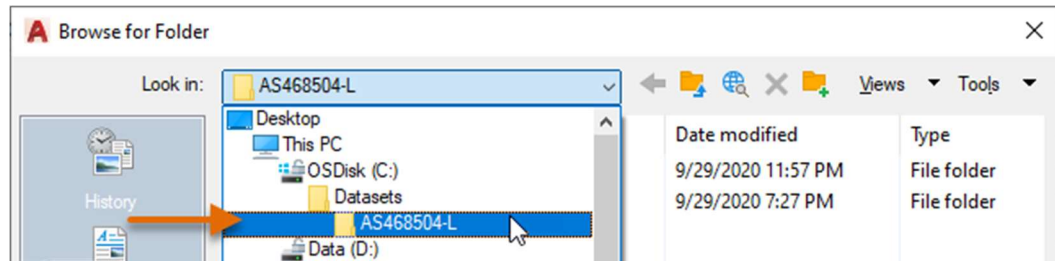 Browse for Folder
Look in: AS468504-L Views Tools
Desktop
This PC
OSDisk (C:)
Datasets
AS468504-L
Data (D:)
History
Date modified Type
9/29/2020 11:57 PM File folder
9/29/2020 7:27 PM File folder